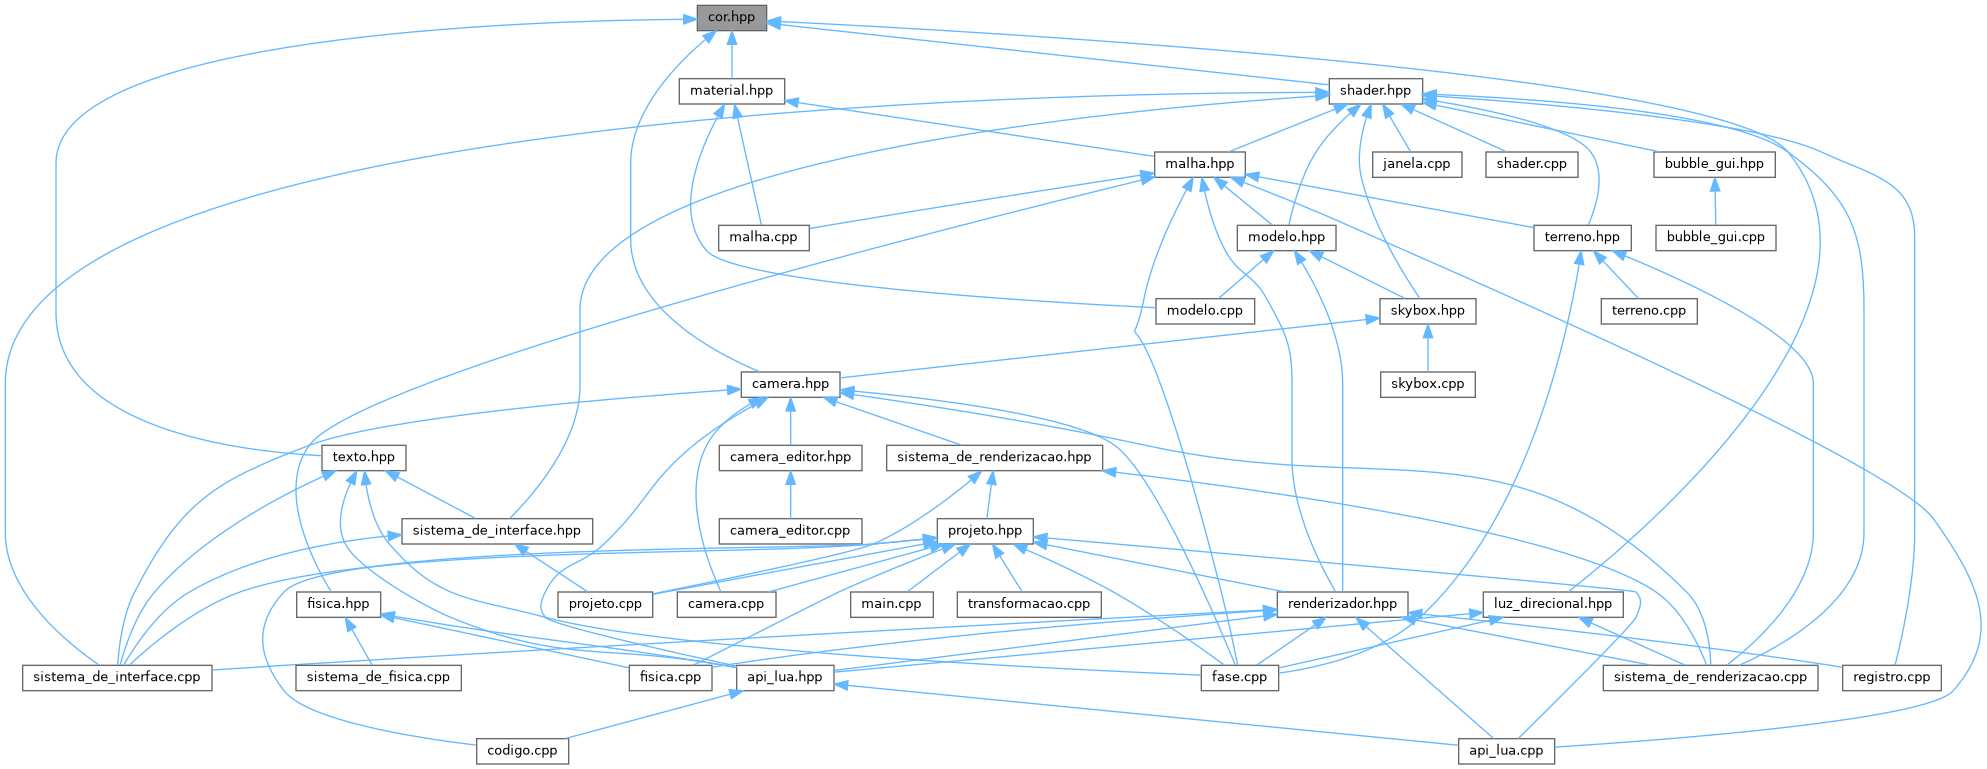 cor.hpp
material.hpp
shader.hpp
malha.hpp
janela.cpp
shader.cpp
bubble_gui.hpp
malha.cpp
modelo.hpp
terreno.hpp
bubble_gui.cpp
modelo.cpp
skybox.hpp
terreno.cpp
camera.hpp
skybox.cpp
texto.hpp
camera_editor.hpp
sistema_de_renderizacao.hpp
sistema_de_interface.hpp
camera_editor.cpp
projeto.hpp
fisica.hpp
projeto.cpp
camera.cpp
main.cpp
transformacao.cpp
renderizador.hpp
luz_direcional.hpp
sistema_de_interface.cpp
sistema_de_fisica.cpp
fisica.cpp
api_lua.hpp
fase.cpp
sistema_de_renderizacao.cpp
registro.cpp
codigo.cpp
api_lua.cpp